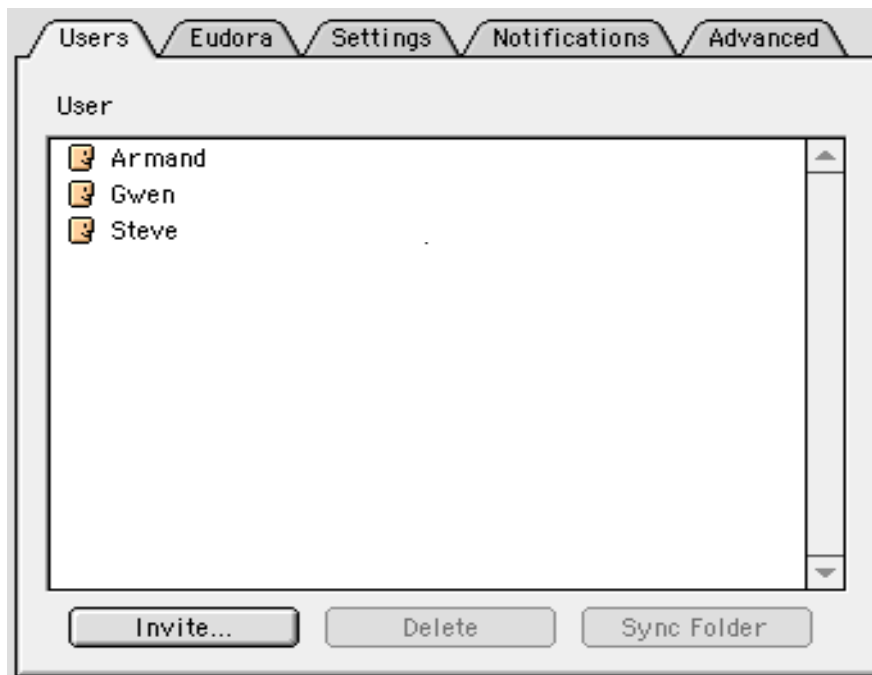 Users Eudora Settings Notifications Advanced
User
Armand
Gwen
Steve
Invite... Delete Sync Folder